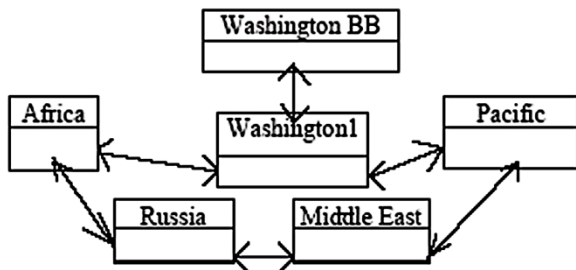 Washington BB
Africa
Washington1
Pacific
Russia
Middle East